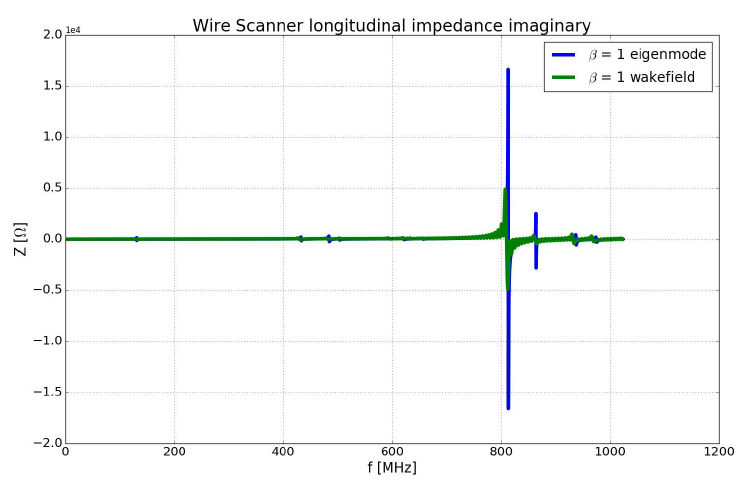 Wire Scanner longitudinal impedance imaginary
1e4
2.0
1.5
1.0
0.5
0.0
−0.5
−1.0
−1.5
−2.0
Z [Ω]
β = 1 eigenmode
β = 1 wakefield
0 200 400 600 800 1000 1200
f [MHz]